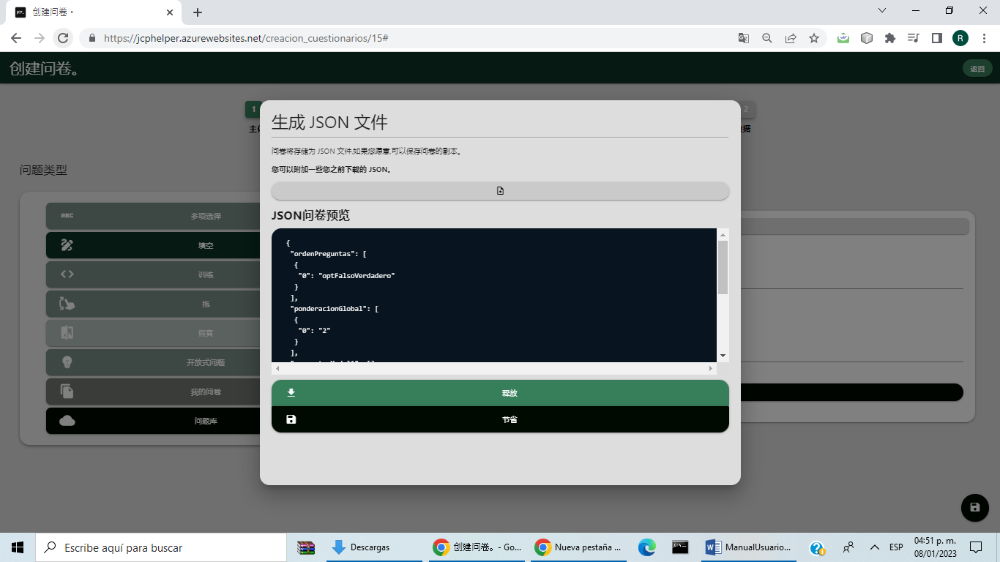 创建问卷。
https://jcphelper.azurewebsites.net/creacion_cuestionarios/15#
R
创建问卷。
返回
1
2
问题类型
ABC 多项选择
填空
训练
拖
假真
开放式问题
我的问卷
问题库
生成 JSON 文件
问卷将存储为 JSON 文件,如果您愿意,可以保存问卷的副本。
您可以附加一些您之前下载的 JSON。
JSON问卷预览
{
"ordenPreguntas": [
{
"0": "optFalsoVerdadero"
}
],
"ponderacionGlobal": [
{
"0": "2"
}
],
释放
节省
Escribe aquí para buscar
Descargas
创建问卷。- Go...
Nueva pestaña ...
ManualUsuario...
ESP
04:51 p. m.
08/01/2023